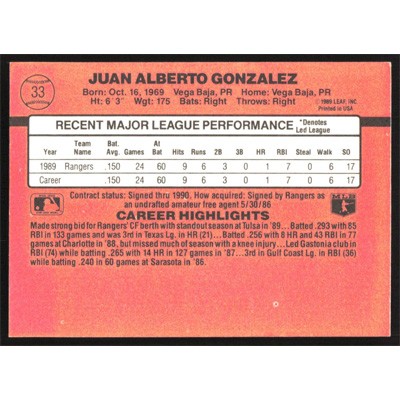 33
JUAN ALBERTO GONZALEZ
Born: Oct. 16, 1969 Vega Baja, PR Home: Vega Baja, PR
Ht: 6'3" Wgt: 175 Bats: Right Throws: Right
© 1989 LEAF, INC.
Printed in USA
RECENT MAJOR LEAGUE PERFORMANCE *Denotes Led League
Year Team Name Bat. Avg. Games At Bat Hits Runs 2B 3B HR RBI Steal Walk SO
1989 Rangers .150 24 60 9 6 3 0 1 7 0 6 17
Career .150 24 60 9 6 3 0 1 7 0 6 17
Contract status: Signed thru 1990, How acquired: Signed by Rangers as
an undrafted amateur free agent 5/30/86
CAREER HIGHLIGHTS
Made strong bid for Rangers' CF berth with standout season at Tulsa in '89...Batted .293 with 85
RBI in 133 games and was 3rd in Texas Lg. in HR (21)...Batted .256 with 8 HR and 43 RBI in 77
games at Charlotte in '88, but missed much of season with a knee injury...Led Gastonia club in
RBI (74) while batting .265 with 14 HR in 127 games in '87...3rd in Gulf Coast Lg. in RBI (36)
while batting .240 in 60 games at Sarasota in '86.